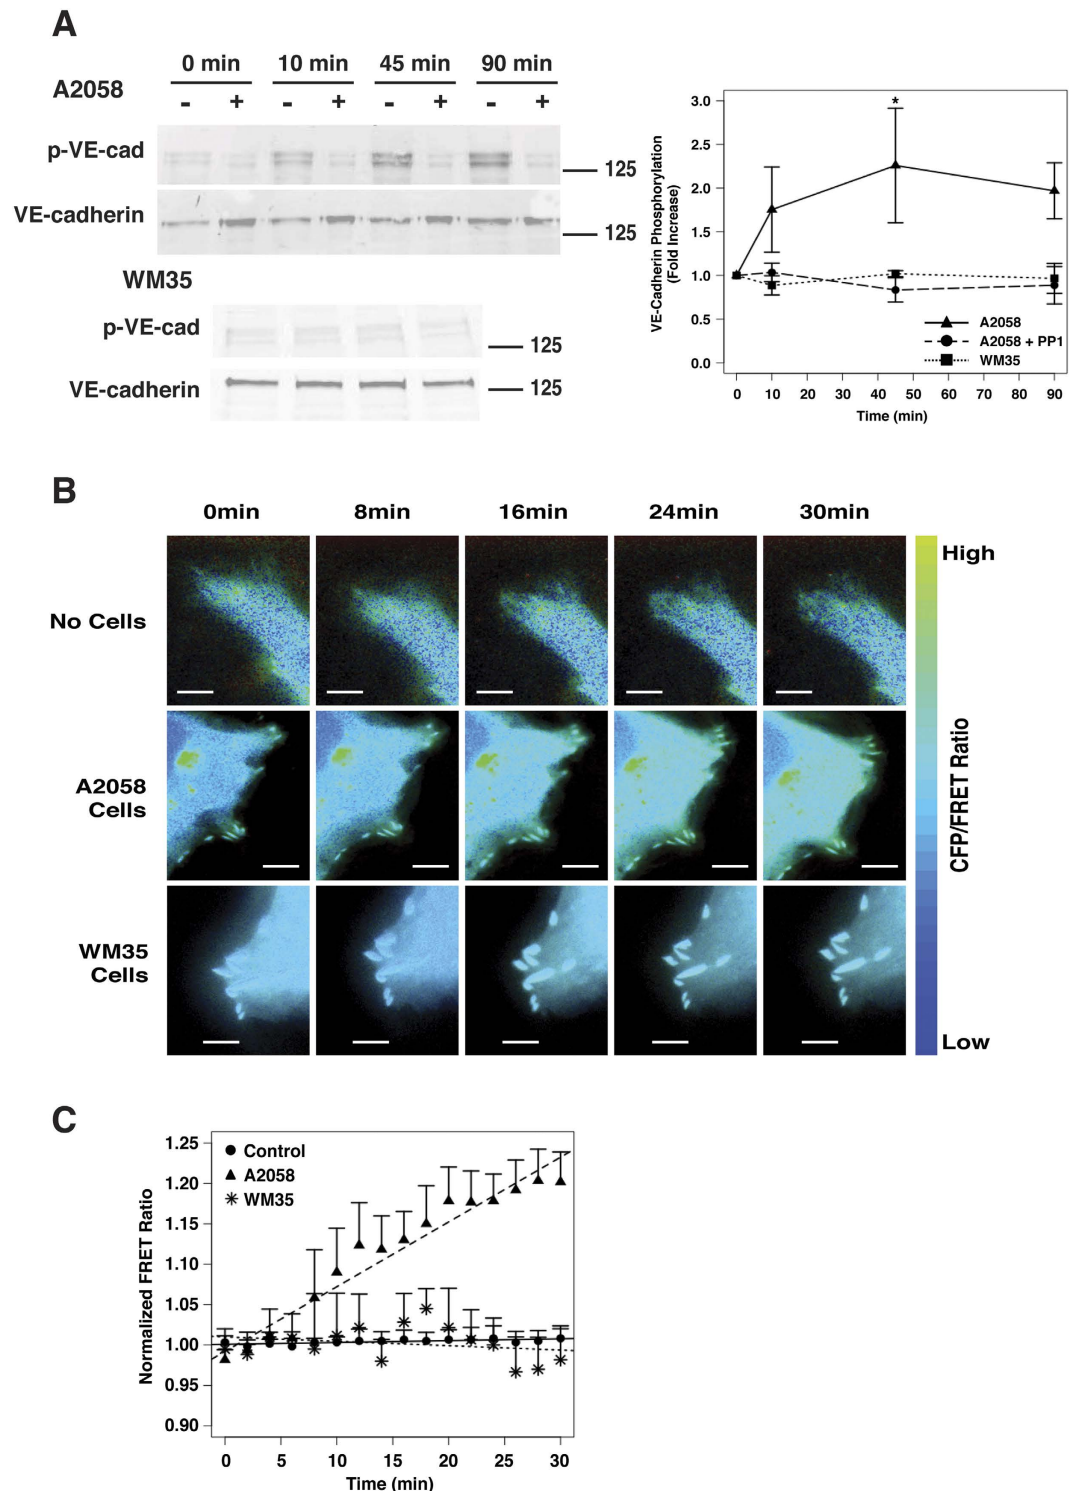 A
0 min 10 min 45 min 90 min
A2058
- + - + - + - +
p-VE-cad
125
VE-cadherin
125
WM35
p-VE-cad
125
VE-cadherin
125
VE-Cadherin Phosphorylation
(Fold Increase)
3.0
2.5
2.0
1.5
1.0
0.5
0.0
*
A2058
A2058 + PP1
WM35
0 10 20 30 40 50 60 70 80 90
Time (min)
B
0min 8min 16min 24min 30min
No Cells
A2058
Cells
WM35
Cells
High
CFP/FRET Ratio
Low
C
Normalized FRET Ratio
1.25
1.20
1.15
1.10
1.05
1.00
0.95
0.90
Control
A2058
WM35
0 5 10 15 20 25 30
Time (min)